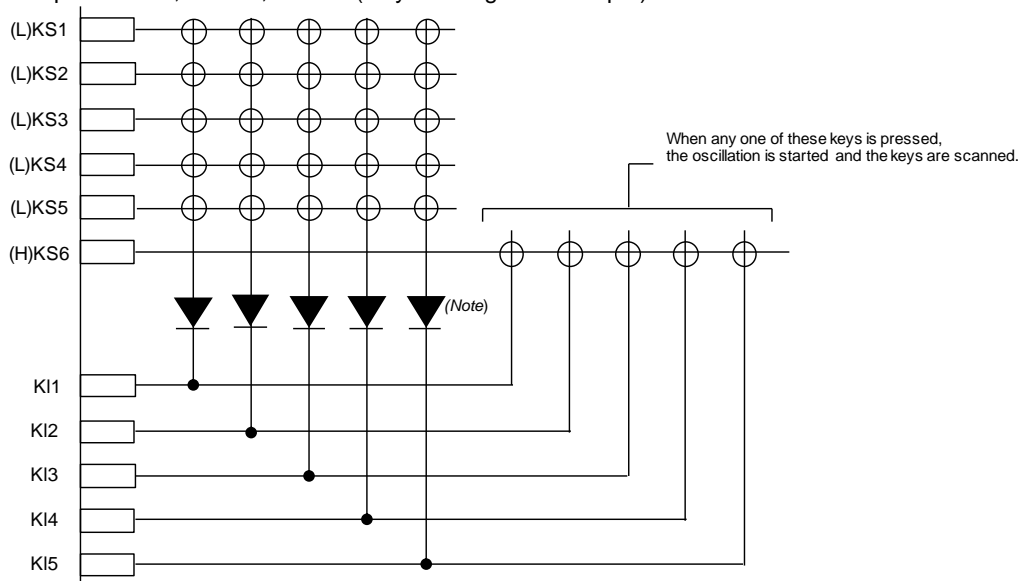 (L)KS1
(L)KS2
(L)KS3
(L)KS4
(L)KS5
(H)KS6
When any one of these keys is pressed,
the oscillation is started and the keys are scanned.
(Note)
KI1
KI2
KI3
KI4
KI5